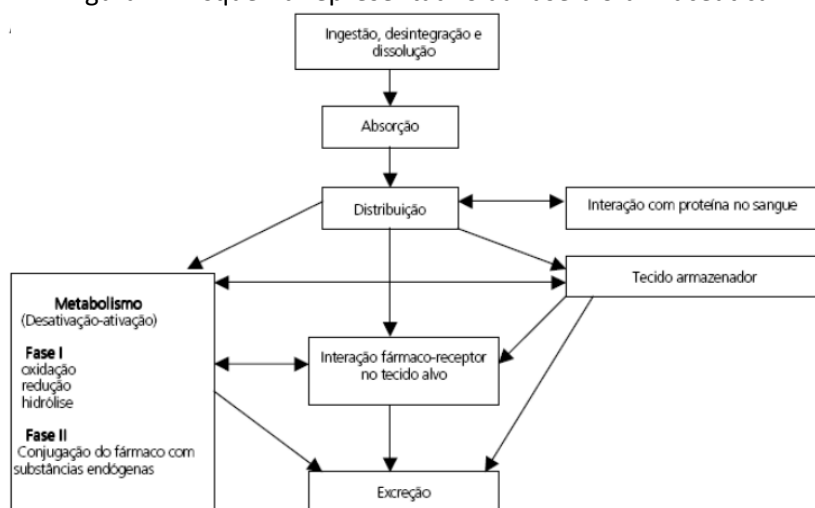 Ingestão, desintegração e
dissolução
Absorção
Distribuição
Interação com proteína no sangue
Tecido armazenador
Metabolismo
(Desativação-ativação)
Fase I
oxidação
redução
hidrólise
Fase II
Conjugação do fármaco com
substâncias endógenas
Interação fármaco-receptor
no tecido alvo
Excreção